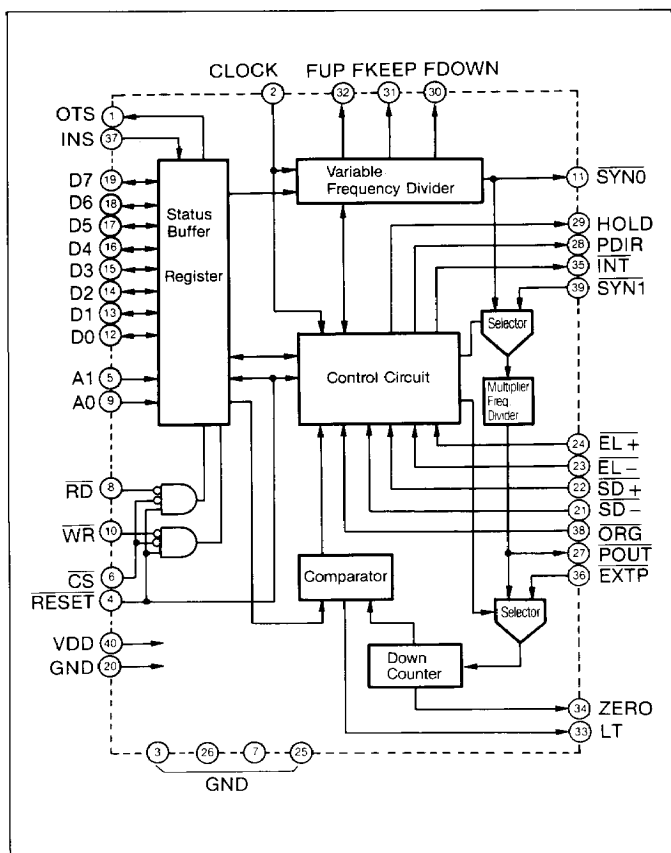 CLOCK FUP FKEEP FDOWN
2 32 31 30
OTS 1
INS 37
D7 19
D6 18
D5 17
D4 16
D3 15
D2 14
D1 13
D0 12
A1 5
A0 9
RD 8
WR 10
CS 6
RESET 4
VDD 40
GND 20
Status
Buffer
Register
Variable
Frequency Divider
Control Circuit
Selector
Multiplier
Freq.
Divider
Comparator
Selector
Down
Counter
11 SYN0
29 HOLD
28 PDIR
35 INT
39 SYN1
24 EL+
23 EL-
22 SD+
21 SD-
38 ORG
27 POUT
36 EXTP
34 ZERO
33 LT
3 26 7 25
GND